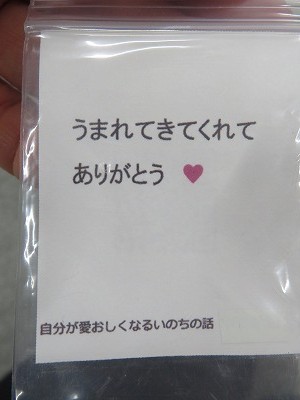 うまれてきてくれて
ありがとう ♥
自分が愛おしくなるいのちの話